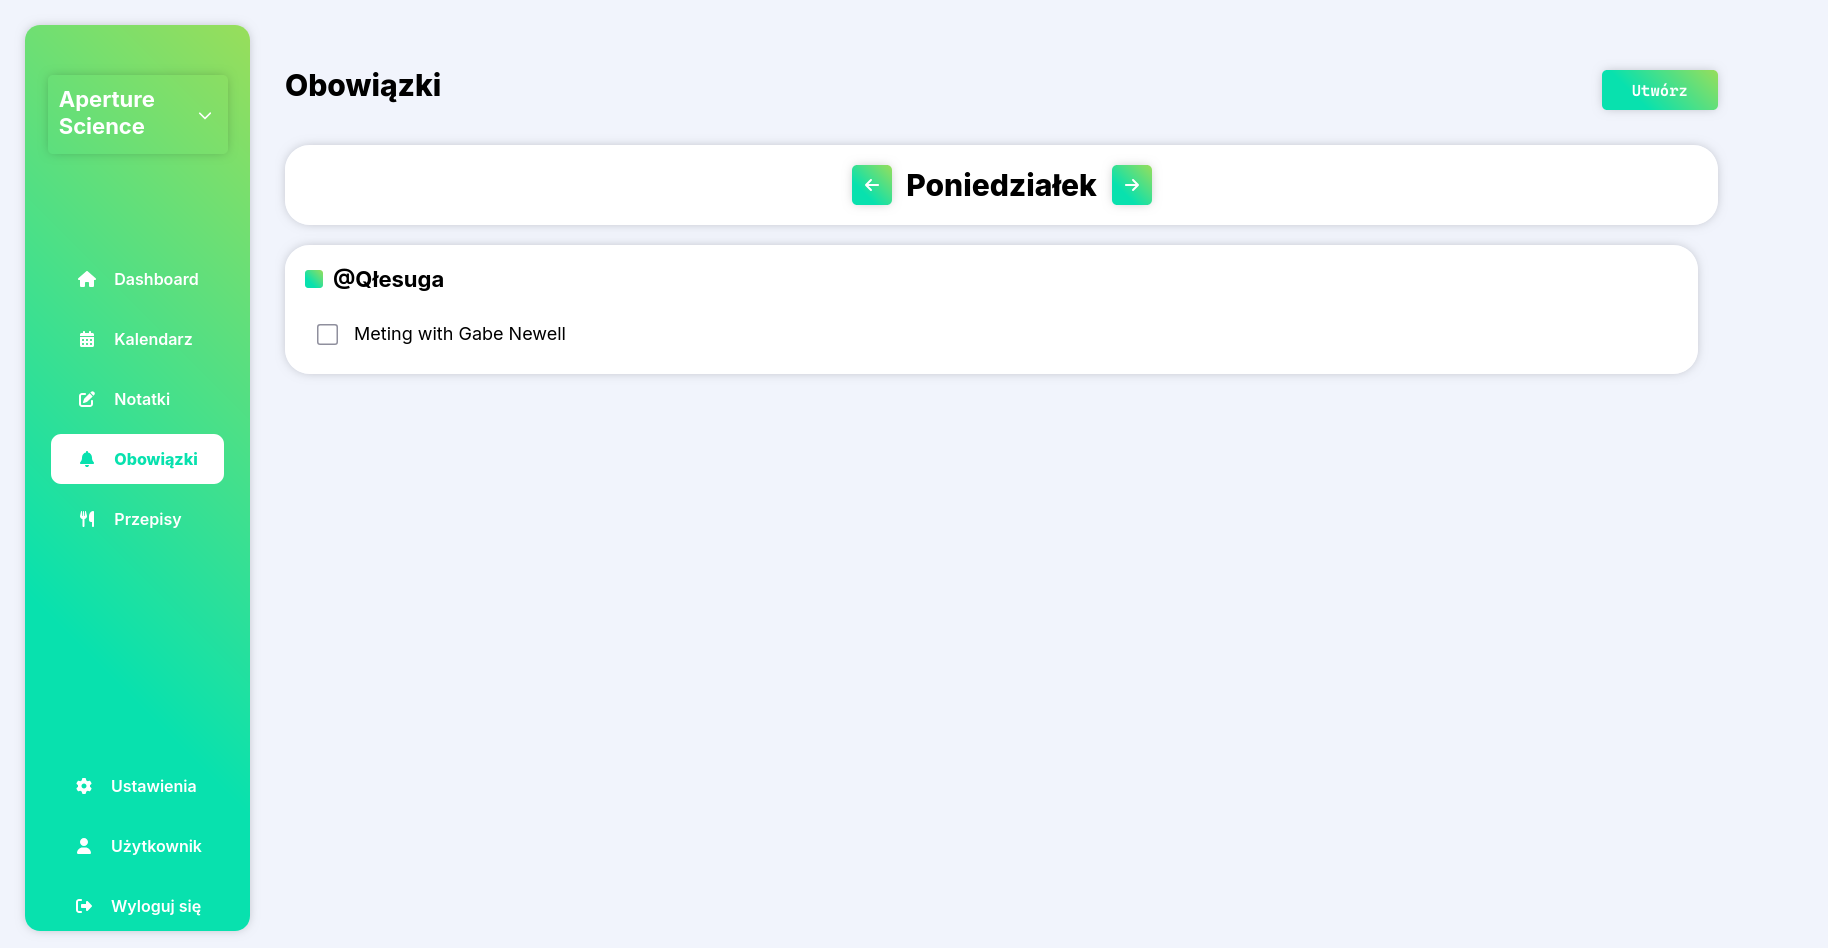 Aperture
Science
Dashboard
Kalendarz
Notatki
Obowiązki
Przepisy
Ustawienia
Użytkownik
Wyloguj się
Obowiązki
Utwórz
Poniedziałek
@Qłesuga
Meting with Gabe Newell